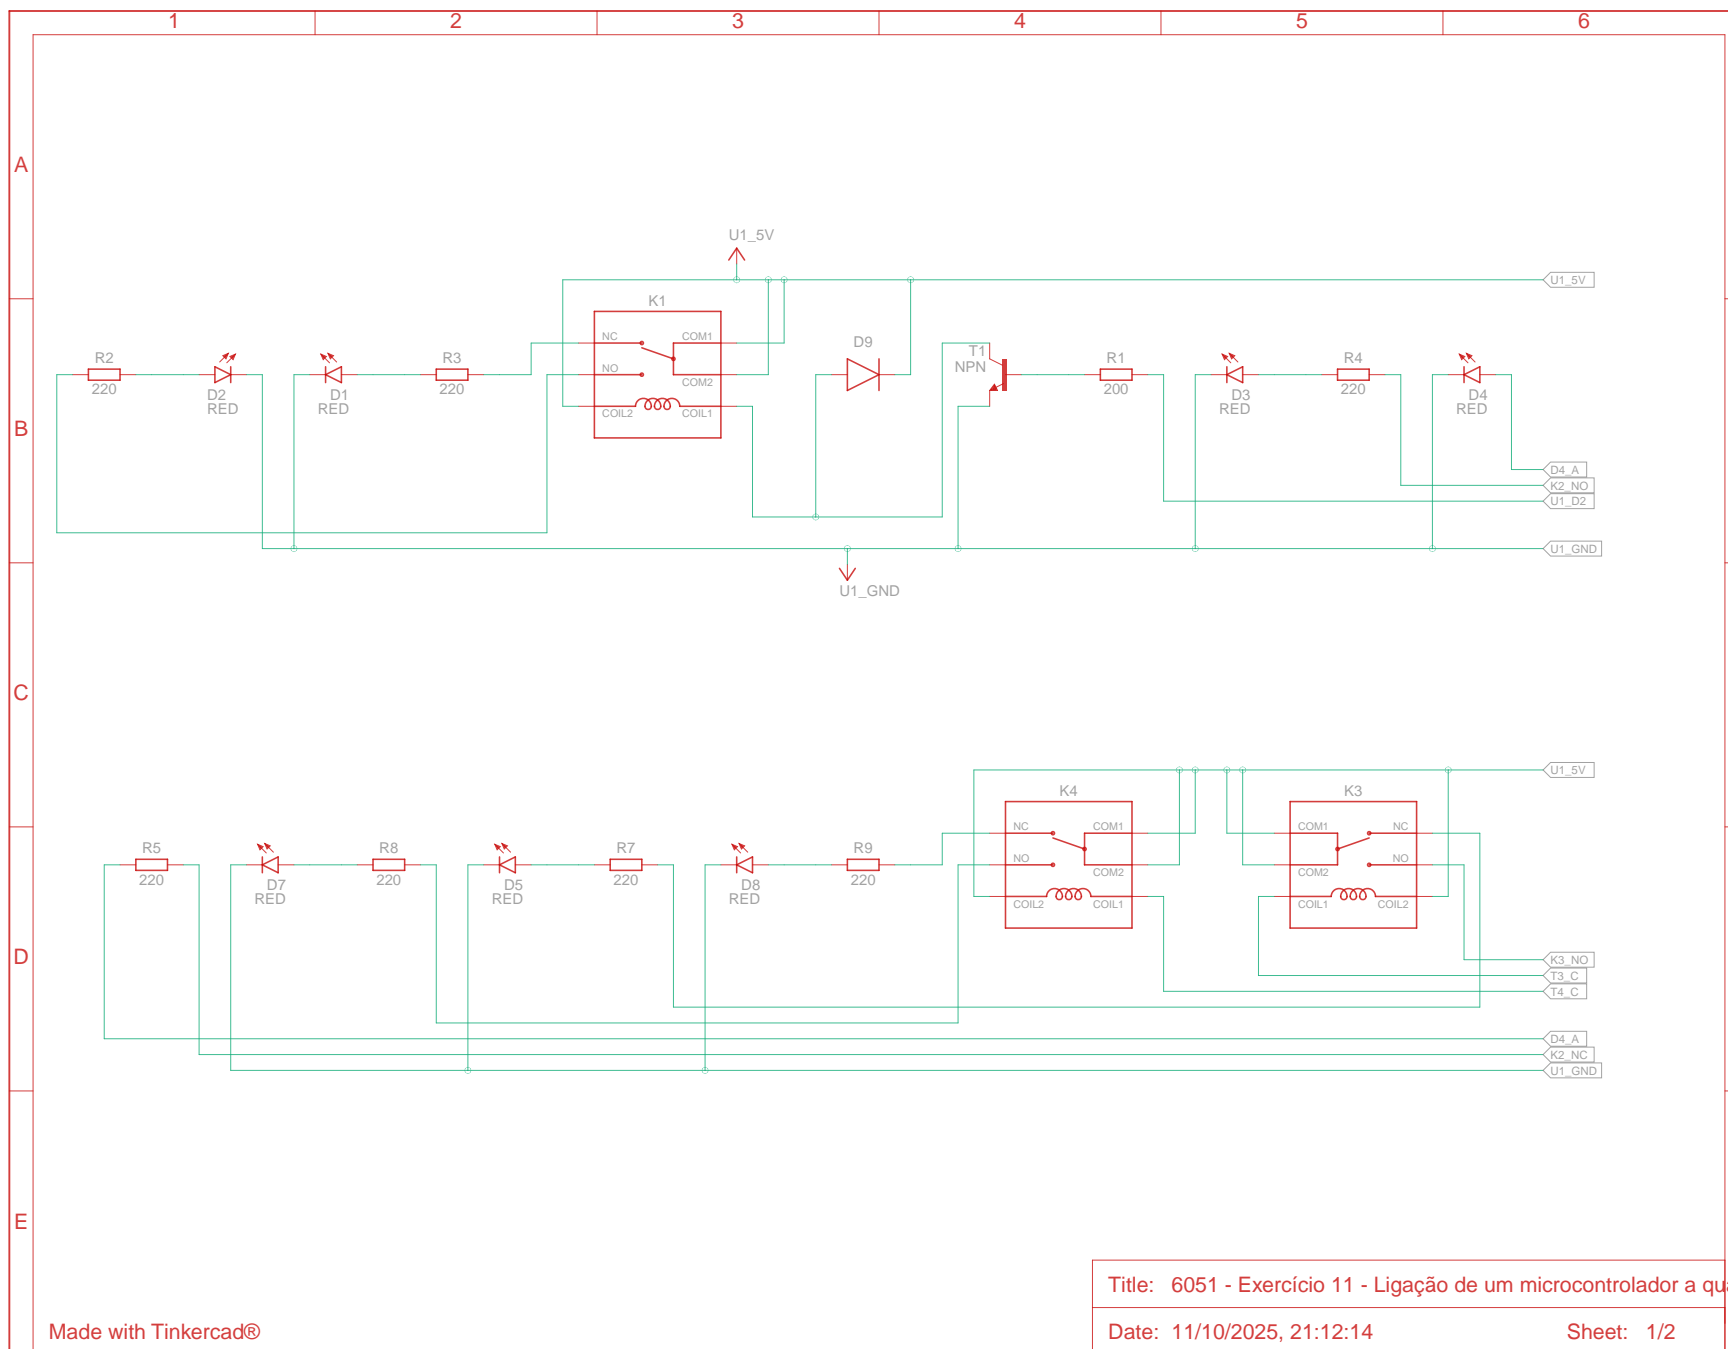 1 2 3 4 5 6
A
U1_5V
U1_5V
K1
NC COM1
NO COM2
COIL2 COIL1
R2
220
D2
RED
D1
RED
R3
220
D9
T1
NPN
R1
200
D3
RED
R4
220
D4
RED
B
D4_A
K2_NO
U1_D2
U1_GND
U1_GND
C
U1_5V
K4
NC COM1
NO COM2
COIL2 COIL1
K3
COM1 NC
COM2 NO
COIL1 COIL2
R5
220
D7
RED
R8
220
D5
RED
R7
220
D8
RED
R9
220
D
K3_NO
T3_C
T4_C
D4_A
K2_NC
U1_GND
E
Title: 6051 - Exercício 11 - Ligação de um microcontrolador a qu
Made with Tinkercad®
Date: 11/10/2025, 21:12:14 Sheet: 1/2